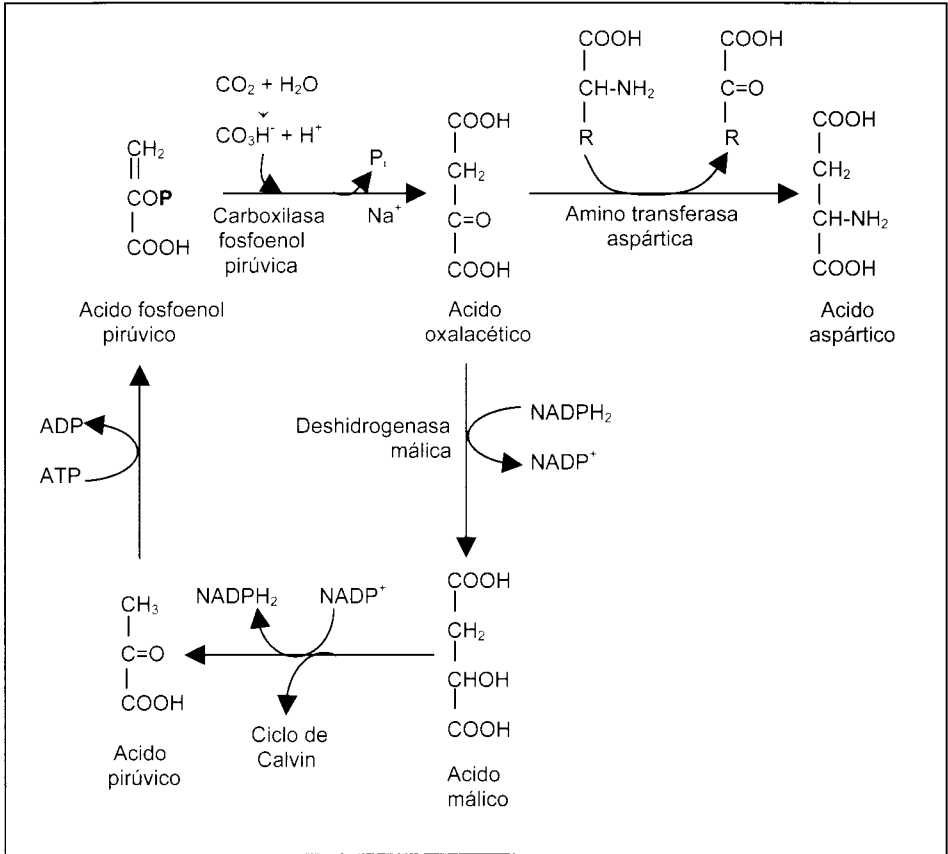 CO₂ + H₂O
CO₃H⁻ + H⁺
CH₂
COP
COOH
Acido fosfoenol
pirúvico
Carboxilasa
fosfoenol
pirúvica
Pᵢ
Na⁺
COOH
CH₂
C=O
COOH
Acido
oxalacético
COOH
CH-NH₂
R
COOH
C=O
R
Amino transferasa
aspártica
COOH
CH₂
CH-NH₂
COOH
Acido
aspártico
ADP
ATP
Deshidrogenasa
málica
NADPH₂
NADP⁺
CH₃
C=O
COOH
Acido
pirúvico
NADPH₂
NADP⁺
Ciclo de
Calvin
COOH
CH₂
CHOH
COOH
Acido
málico